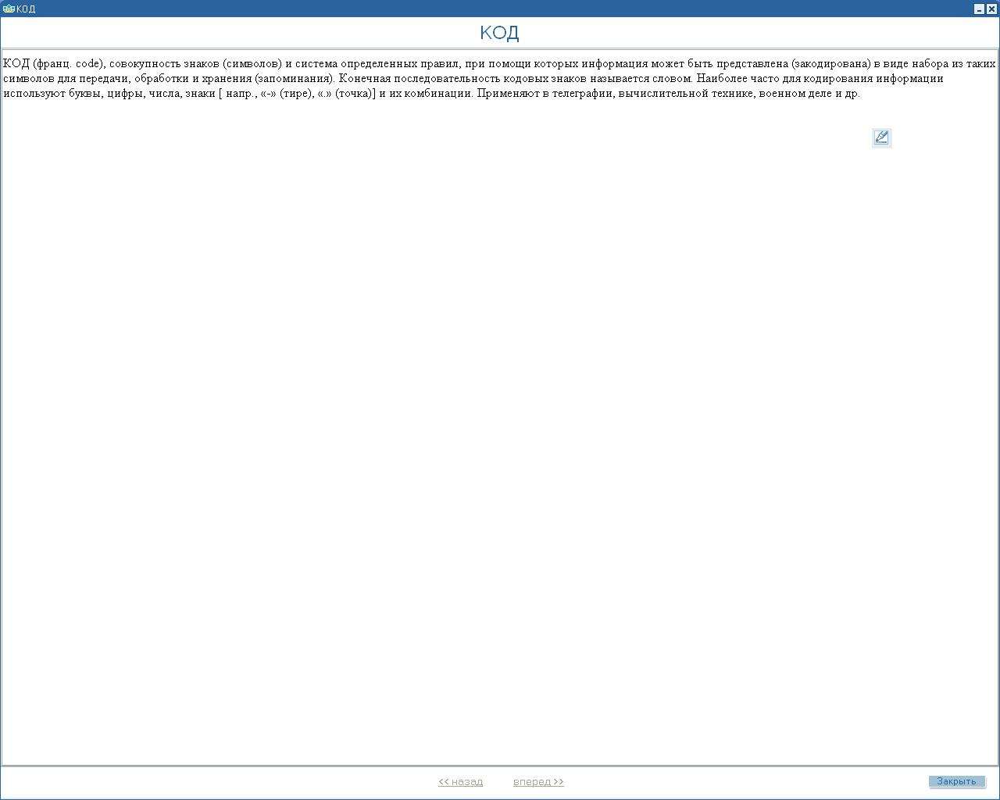 КОД
КОД
КОД (франц. code), совокупность знаков (символов) и система определенных правил, при помощи которых информация может быть представлена (закодирована) в виде набора из таких
символов для передачи, обработки и хранения (запоминания). Конечная последовательность кодовых знаков называется словом. Наиболее часто для кодирования информации
используют буквы, цифры, числа, знаки [ напр., «-» (тире), «.» (точка)] и их комбинации. Применяют в телеграфии, вычислительной технике, военном деле и др.
<< назад вперед >> Закрыть